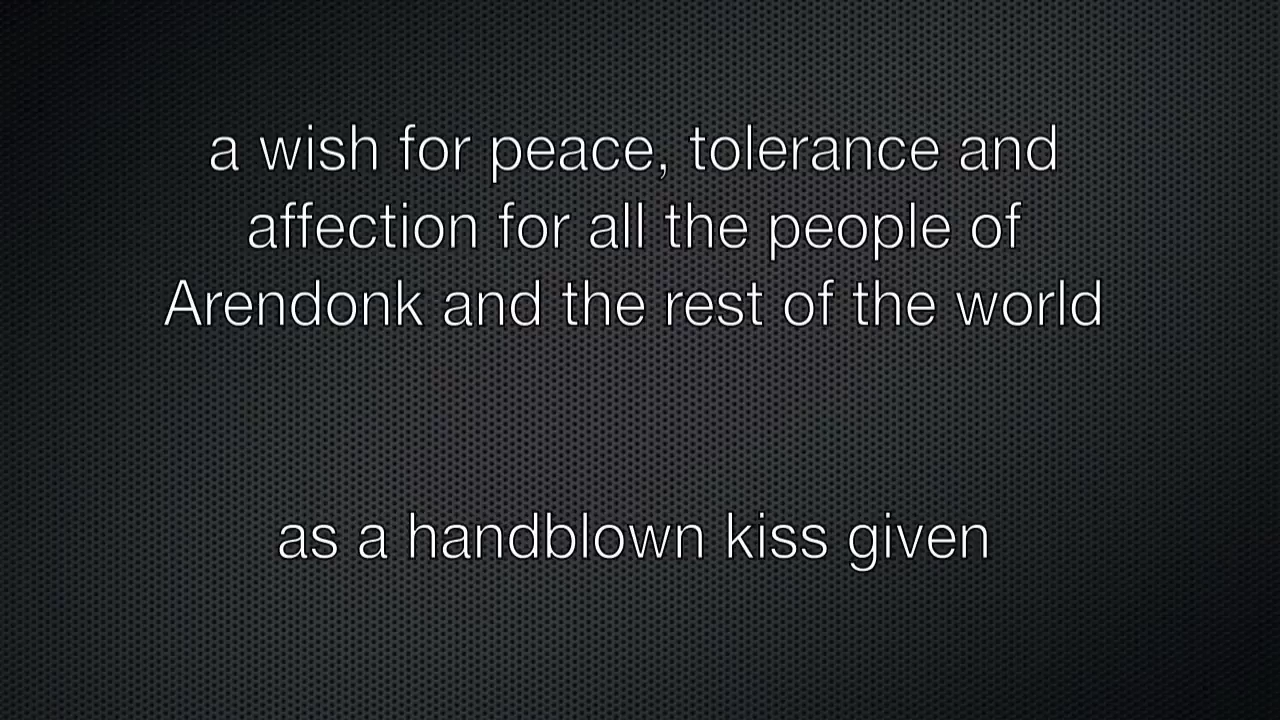 a wish for peace, tolerance and
affection for all the people of
Arendonk and the rest of the world
as a handblown kiss given